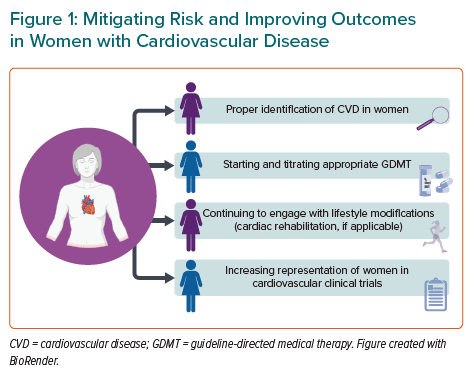 Figure 1: Mitigating Risk and Improving Outcomes
in Women with Cardiovascular Disease
Proper identification of CVD in women
Starting and titrating appropriate GDMT
Continuing to engage with lifestyle modifications
(cardiac rehabilitation, if applicable)
Increasing representation of women in
cardiovascular clinical trials
CVD = cardiovascular disease; GDMT = guideline-directed medical therapy. Figure created with
BioRender.